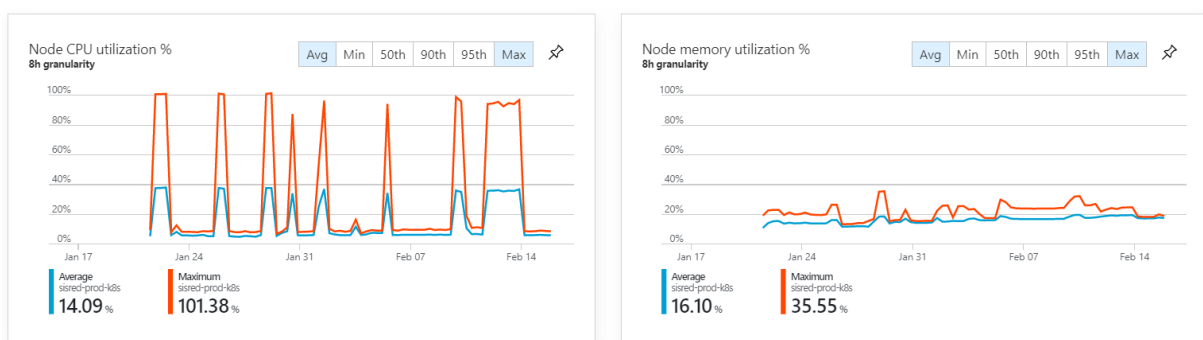 Node CPU utilization %
8h granularity
Avg Min 50th 90th 95th Max
100%
80%
60%
40%
20%
0%
Jan 17 Jan 24 Jan 31 Feb 07 Feb 14
Average
sisred-prod-k8s
14.09 %
Maximum
sisred-prod-k8s
101.38 %
Node memory utilization %
8h granularity
Avg Min 50th 90th 95th Max
100%
80%
60%
40%
20%
0%
Jan 17 Jan 24 Jan 31 Feb 07 Feb 14
Average
sisred-prod-k8s
16.10 %
Maximum
sisred-prod-k8s
35.55 %